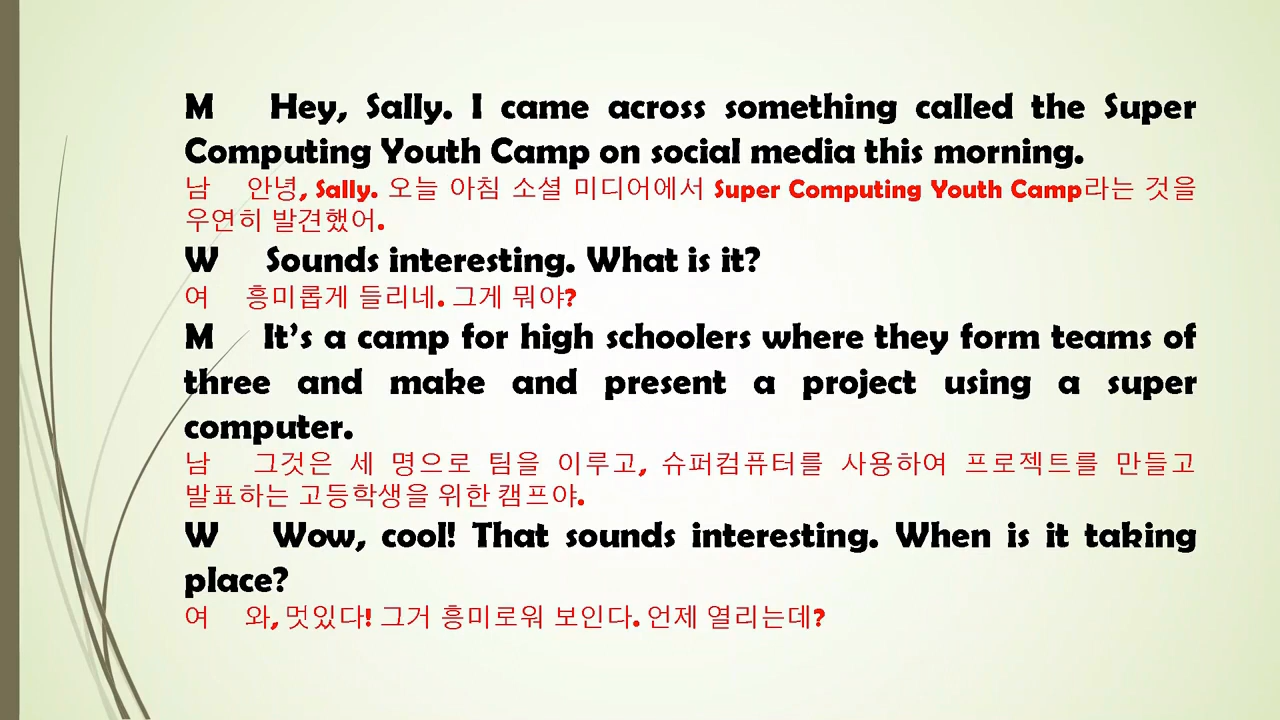 M Hey, Sally. I came across something called the Super
Computing Youth Camp on social media this morning.
남 안녕, Sally. 오늘 아침 소셜 미디어에서 Super Computing Youth Camp라는 것을
우연히 발견했어.
W Sounds interesting. What is it?
여 흥미롭게 들리네. 그게 뭐야?
M It’s a camp for high schoolers where they form teams of
three and make and present a project using a super
computer.
남 그것은 세 명으로 팀을 이루고, 슈퍼컴퓨터를 사용하여 프로젝트를 만들고
발표하는 고등학생을 위한 캠프야.
W Wow, cool! That sounds interesting. When is it taking
place?
여 와, 멋있다! 그거 흥미로워 보인다. 언제 열리는데?